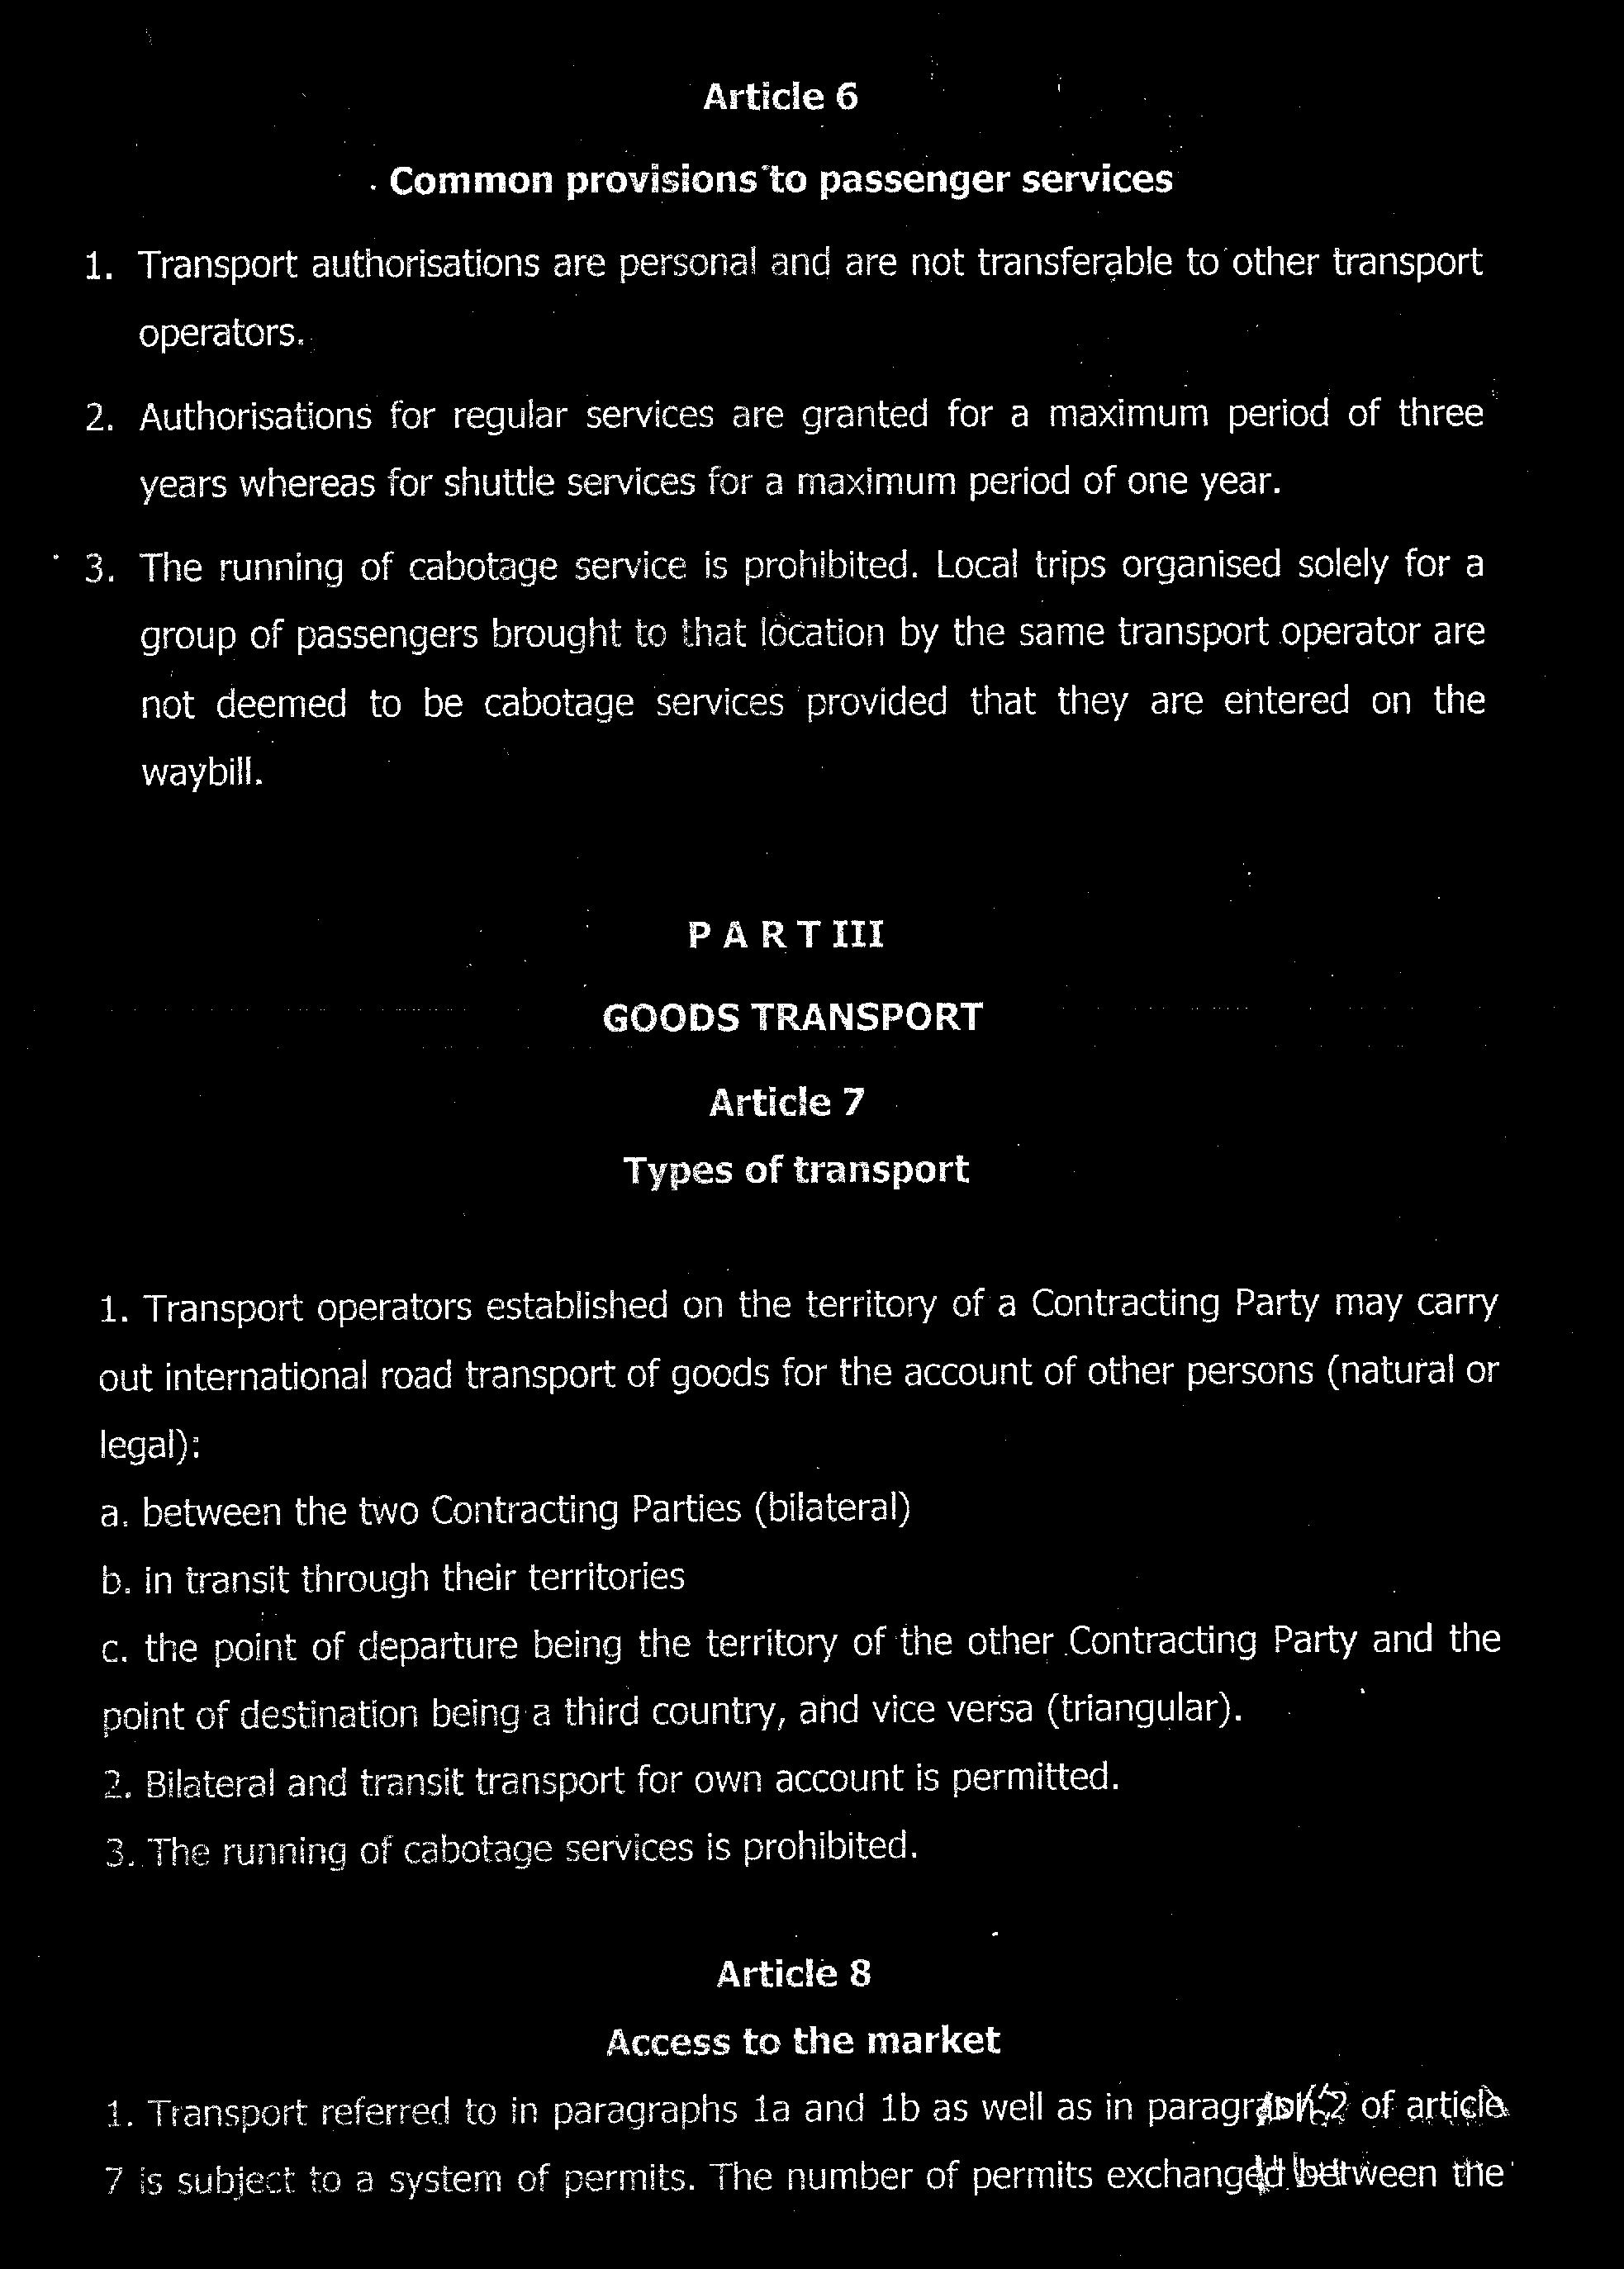 Article 6
Common provisions to passenger services
1. Transport authorisations are personal and are not transferable to other transport
operators.
2. Authorisations for regular services are granted for a maximum period of three
years whereas for shuttle services for a maximum period of one year.
3. The running of cabotage service is prohibited. Local trips organised solely for a
group of passengers brought to that location by the same transport operator are
not deemed to be cabotage services provided that they are entered on the
waybill.
P A R T III
GOODS TRANSPORT
Article 7
Types of transport
1. Transport operators established on the territory of a Contracting Party may carry
out international road transport of goods for the account of other persons (natural or
legal):
a. between the two Contracting Parties (bilateral)
b. in transit through their territories
c. the point of departure being the territory of the other Contracting Party and the
point of destination being a third country, and vice versa (triangular).
2. Bilateral and transit transport for own account is permitted.
3. The running of cabotage services is prohibited.
Article 8
Access to the market
1. Transport referred to in paragraphs 1a and 1b as well as in paragraph 2 of article
7 is subject to a system of permits. The number of permits exchanged between the